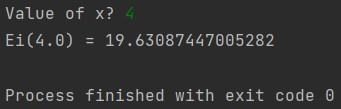 Value of x? 4
Ei(4.0) = 19.63087447005282
Process finished with exit code 0